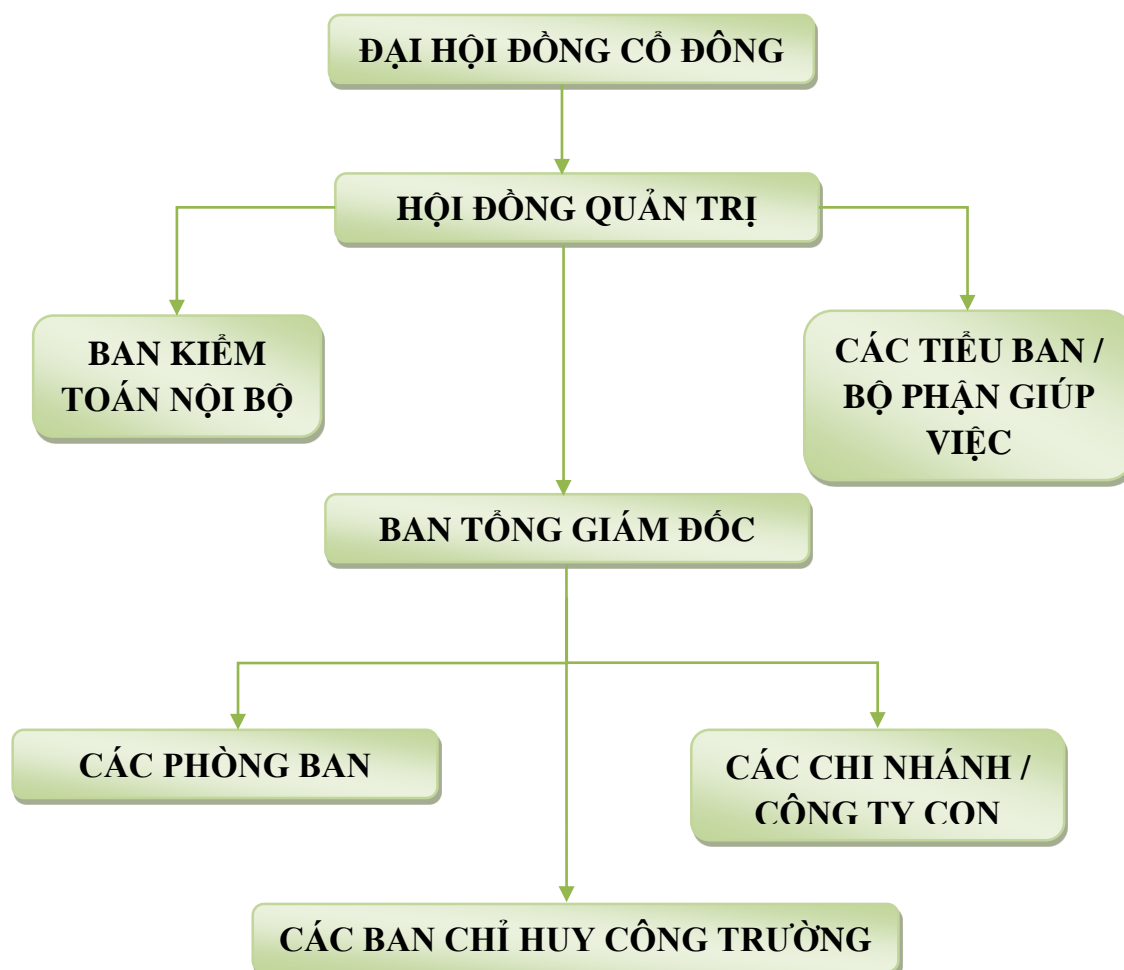 ĐẠI HỘI ĐỒNG CỔ ĐÔNG
HỘI ĐỒNG QUẢN TRỊ
BAN KIỂM
TOÁN NỘI BỘ
CÁC TIỂU BAN /
BỘ PHẬN GIÚP
VIỆC
BAN TỔNG GIÁM ĐỐC
CÁC PHÒNG BAN
CÁC CHI NHÁNH /
CÔNG TY CON
CÁC BAN CHỈ HUY CÔNG TRƯỜNG